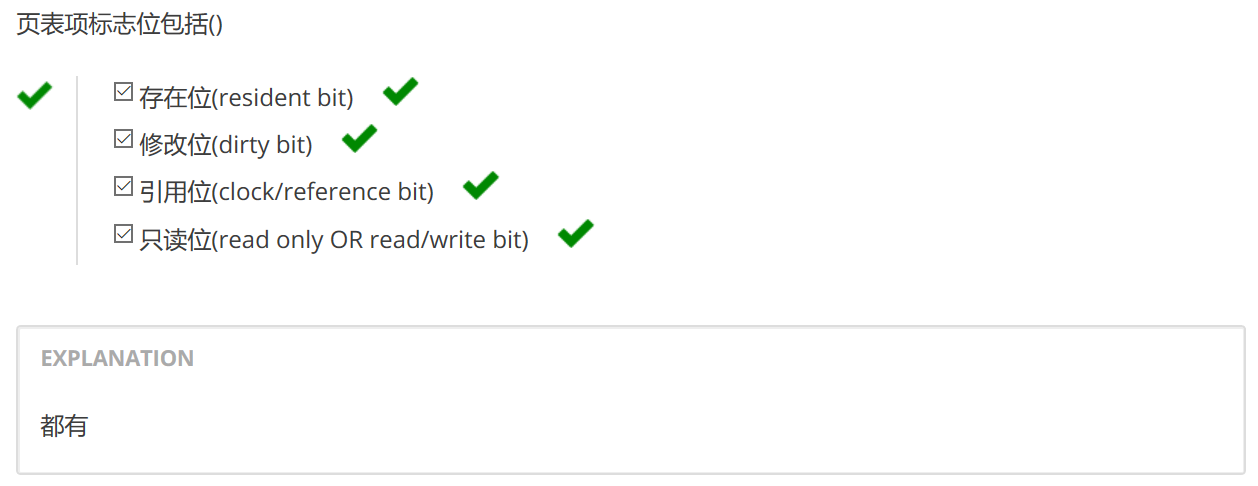 页表项标志位包括()
存在位(resident bit)
修改位(dirty bit)
引用位(clock/reference bit)
只读位(read only OR read/write bit)
EXPLANATION
都有